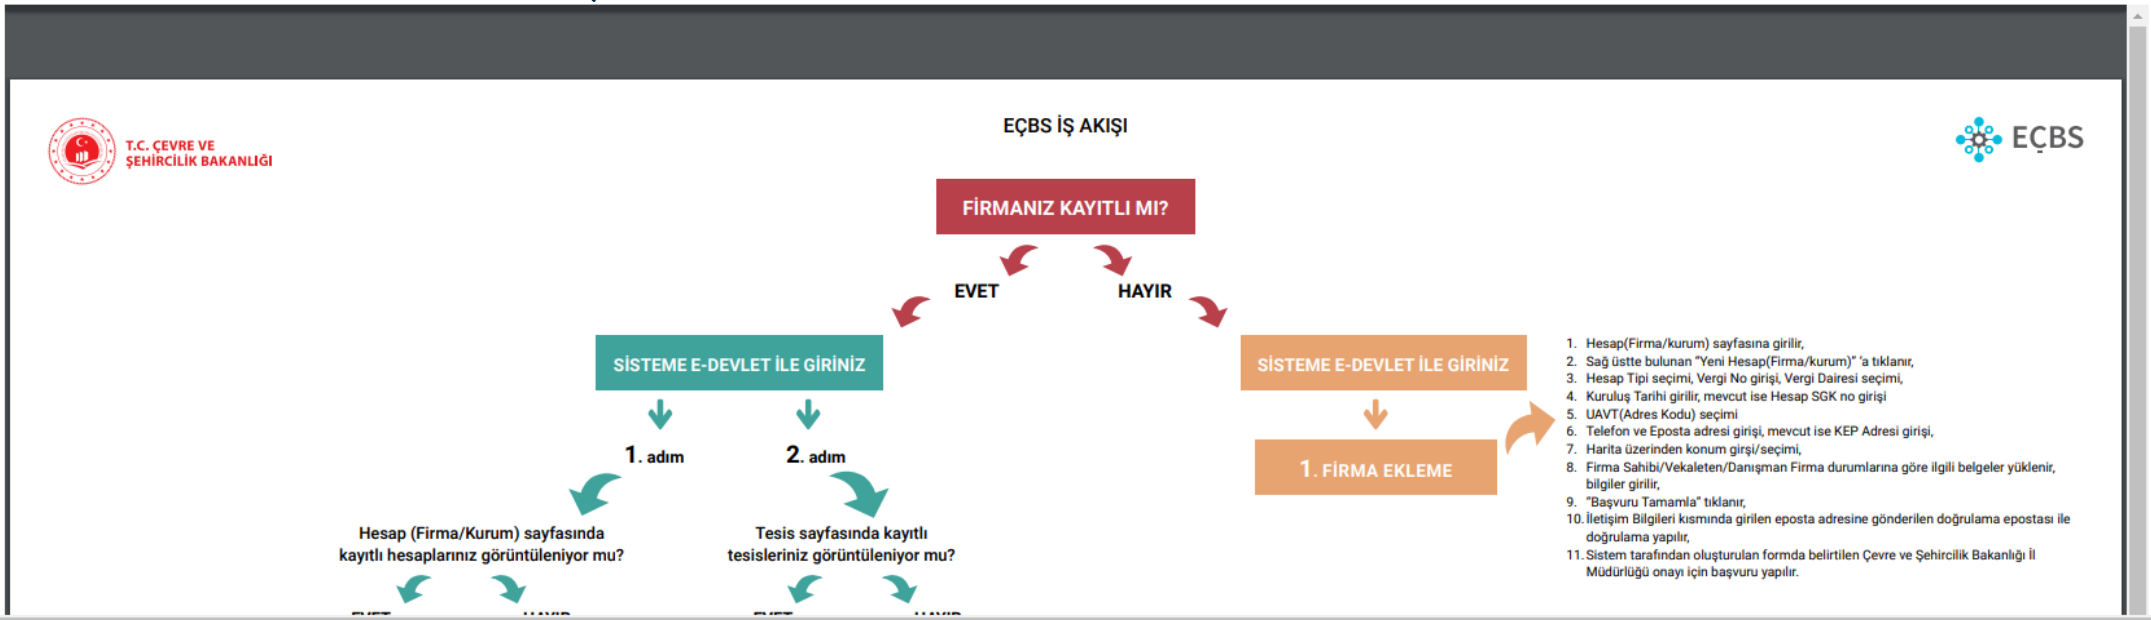 T.C. ÇEVRE VE
ŞEHİRCİLİK BAKANLIĞI
EÇBS İŞ AKIŞI
EÇBS
FİRMANIZ KAYITLI MI?
EVET
HAYIR
SİSTEME E-DEVLET İLE GİRİNİZ
1. adım
2. adım
Hesap (Firma/Kurum) sayfasında
kayıtlı hesaplarınız görüntüleniyor mu?
Tesis sayfasında kayıtlı
tesisleriniz görüntüleniyor mu?
EVET
HAYIR
EVET
HAYIR
SİSTEME E-DEVLET İLE GİRİNİZ
1. FİRMA EKLEME
1. Hesap(Firma/kurum) sayfasına girilir,
2. Sağ üstte bulunan "Yeni Hesap(Firma/kurum)" 'a tıklanır,
3. Hesap Tipi seçimi, Vergi No girişi, Vergi Dairesi seçimi,
4. Kuruluş Tarihi girilir, mevcut ise Hesap SGK no girişi
5. UAVT(Adres Kodu) seçimi
6. Telefon ve Eposta adresi girişi, mevcut ise KEP Adresi girişi,
7. Harita üzerinden konum girşi/seçimi,
8. Firma Sahibi/Vekaleten/Danışman Firma durumlarına göre ilgili belgeler yüklenir,
bilgiler girilir,
9. "Başvuru Tamamla" tıklanır,
10. İletişim Bilgileri kısmında girilen eposta adresine gönderilen doğrulama epostası ile
doğrulama yapılır,
11. Sistem tarafından oluşturulan formda belirtilen Çevre ve Şehircilik Bakanlığı İl
Müdürlüğü onayı için başvuru yapılır.